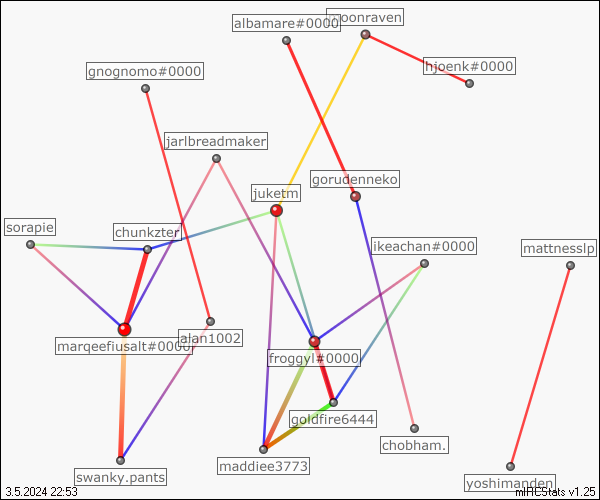 albamare#0000
moonraven
hjoenk#0000
gnognomo#0000
jarlbreadmaker
gorudenneko
juketm
sorapie
chunkzter
ikeachan#0000
mattnesslp
marqeefiusalt#0000
alan1002
froggyl#0000
goldfire6444
chobham.
maddiee3773
swanky.pants
yoshimanden
3.5.2024 22:53
mIRCStats v1.25